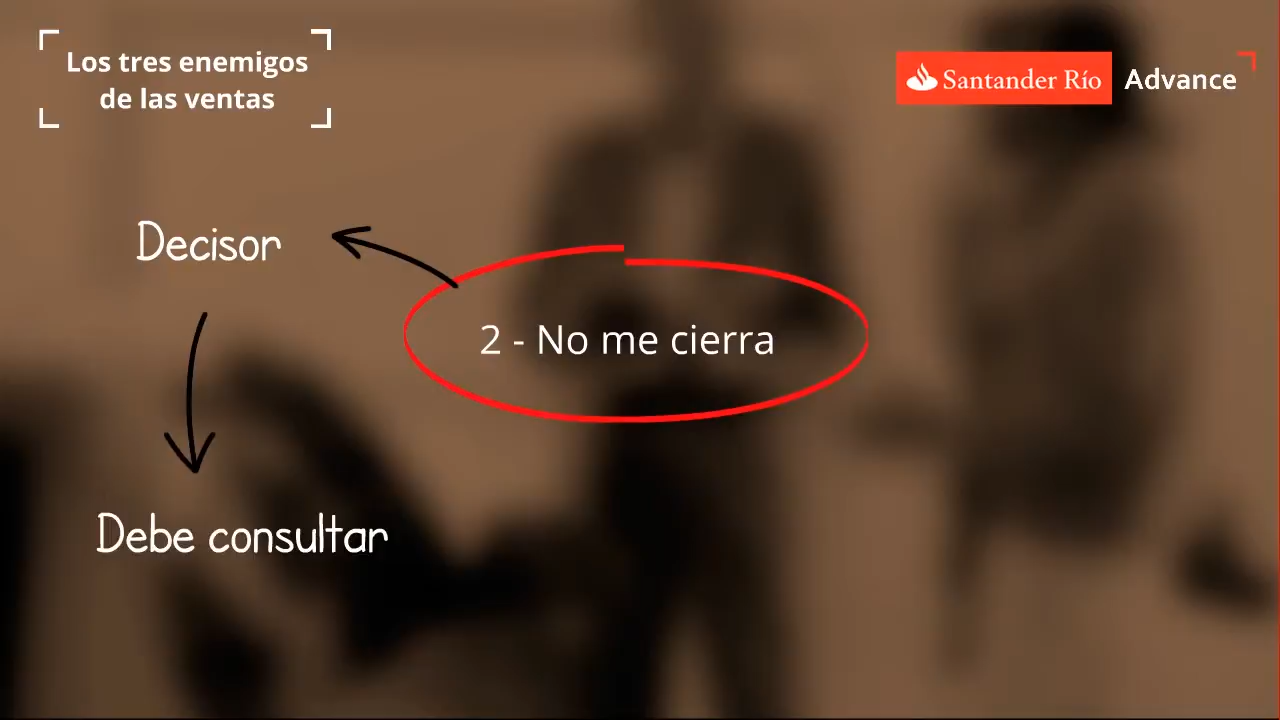 Los tres enemigos
de las ventas
Santander Río Advance
Decisor
2 - No me cierra
Debe consultar